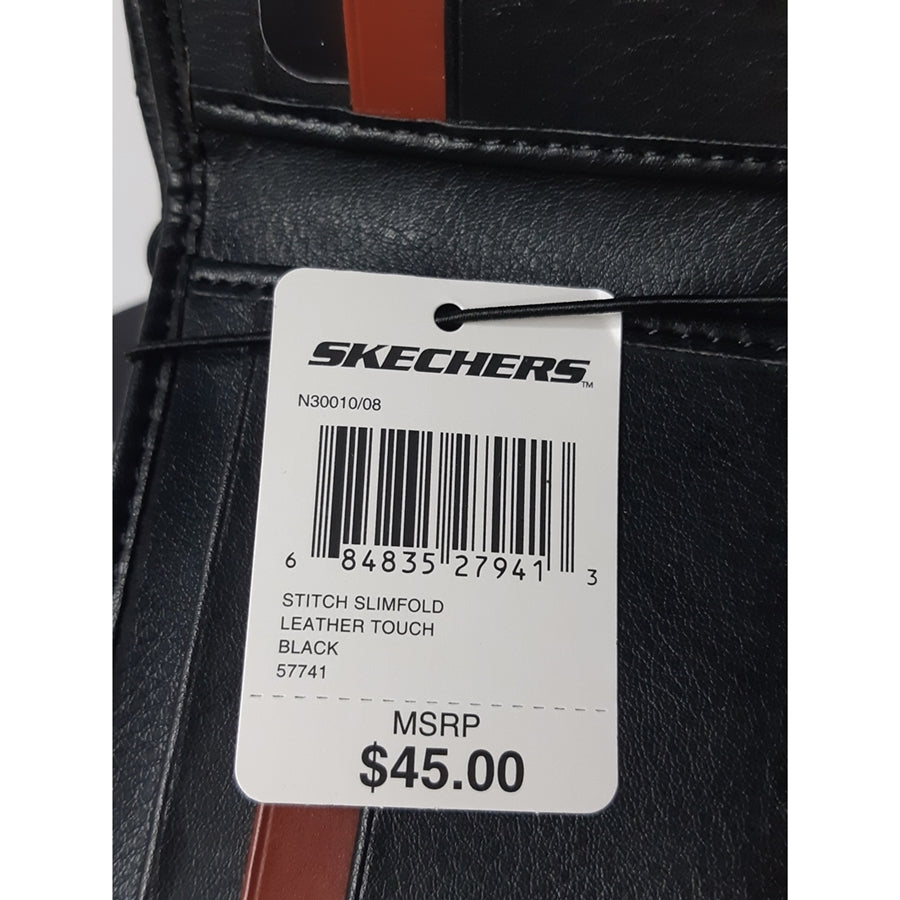 SKECHERS™
N30010/08
6 84835 27941 3
STITCH SLIMFOLD
LEATHER TOUCH
BLACK
57741
MSRP
$45.00